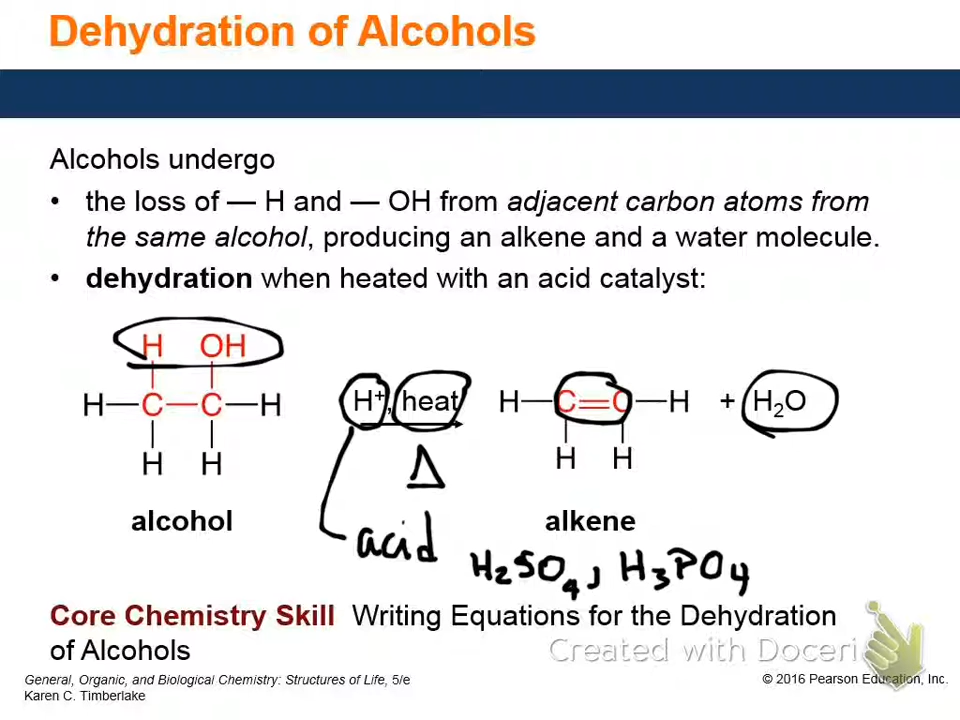 Dehydration of Alcohols
Alcohols undergo
• the loss of — H and — OH from adjacent carbon atoms from
the same alcohol, producing an alkene and a water molecule.
• dehydration when heated with an acid catalyst:
H OH
H—C—C—H H⁺, heat H—C=C—H + H₂O
H H Δ H H
alcohol alkene
acid H₂SO₄, H₃PO₄
Core Chemistry Skill Writing Equations for the Dehydration
of Alcohols
Created with Doceri
General, Organic, and Biological Chemistry: Structures of Life, 5/e
Karen C. Timberlake
© 2016 Pearson Education, Inc.